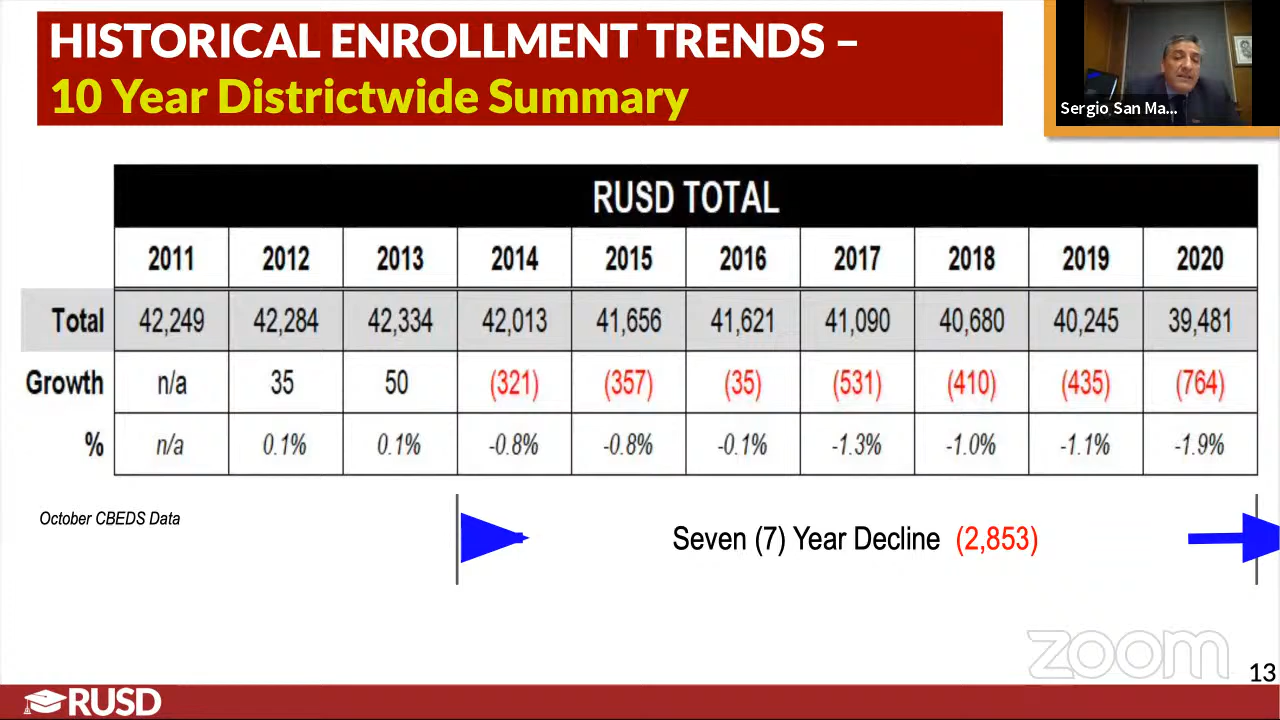 HISTORICAL ENROLLMENT TRENDS –
10 Year Districtwide Summary
Sergio San Ma...
RUSD TOTAL
2011 2012 2013 2014 2015 2016 2017 2018 2019 2020
Total 42,249 42,284 42,334 42,013 41,656 41,621 41,090 40,680 40,245 39,481
Growth n/a 35 50 (321) (357) (35) (531) (410) (435) (764)
% n/a 0.1% 0.1% -0.8% -0.8% -0.1% -1.3% -1.0% -1.1% -1.9%
October CBEDS Data
Seven (7) Year Decline (2,853)
zoom
13
RUSD